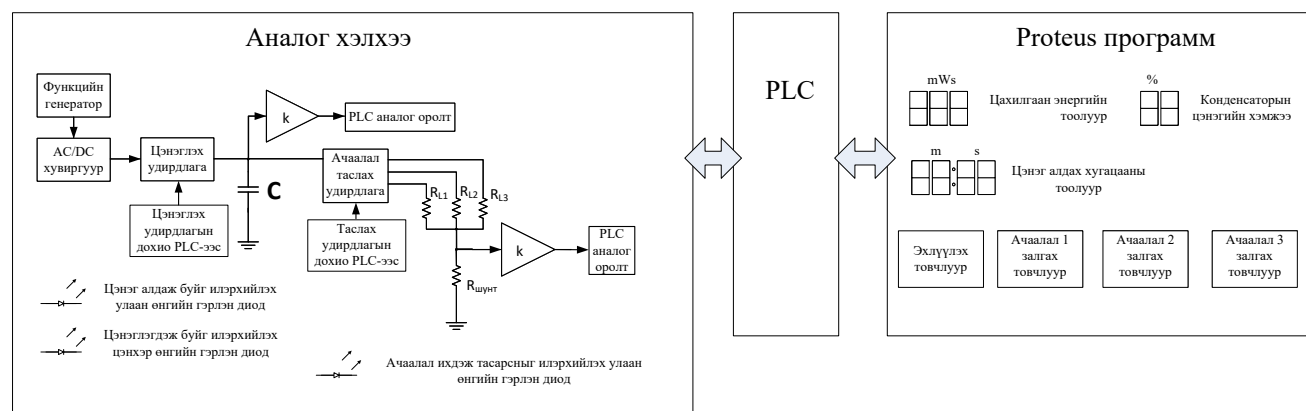 Аналог хэлхээ
Функцийн
генератор
AC/DC
хувиргуур
Цэнэглэх
удирдлага
Цэнэглэх
удирдлагын
дохио PLC-ээс
C
k
PLC аналог оролт
Ачаалал
таслах
удирдлага
Таслах
удирдлагын
дохио PLC-ээс
RL1
RL2
RL3
Rшунт
k
PLC
аналог
оролт
Цэнэг алдаж буйг илэрхийлэх
улаан өнгийн гэрлэн диод
Цэнэглэгдэж буйг илэрхийлэх
цэнхэр өнгийн гэрлэн диод
Ачаалал ихдэж тасарсныг илэрхийлэх улаан
өнгийн гэрлэн диод
PLC
Proteus программ
mWs
Цахилгаан энергийн
тоолуур
%
Конденсаторын
цэнэгийн хэмжээ
m s
Цэнэг алдах хугацааны
тоолуур
Эхлүүлэх
товчлуур
Ачаалал 1
залгах
товчлуур
Ачаалал 2
залгах
товчлуур
Ачаалал 3
залгах
товчлуур